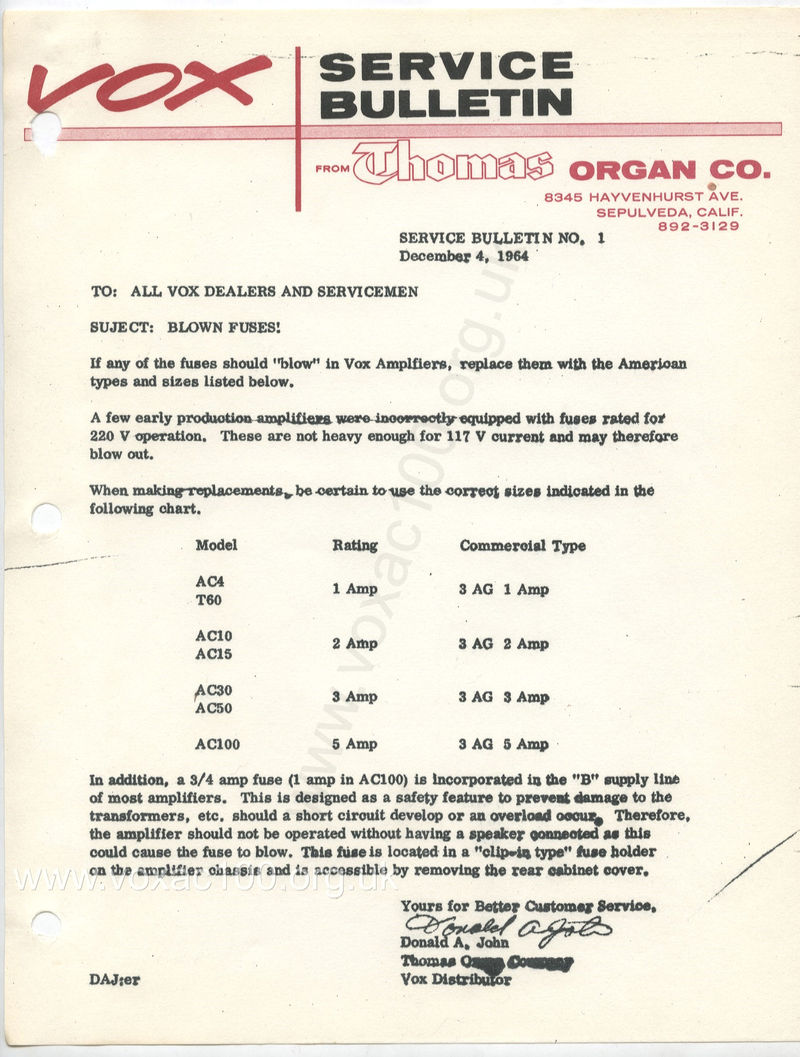 VOX
SERVICE
BULLETIN
FROM Thomas ORGAN CO.
8345 HAYVENHURST AVE.
SEPULVEDA, CALIF.
892-3129
SERVICE BULLETIN NO. 1
December 4, 1964
TO: ALL VOX DEALERS AND SERVICEMEN
SUJECT: BLOWN FUSES!
If any of the fuses should "blow" in Vox Amplfiers, replace them with the American
types and sizes listed below.
A few early production amplifiers were incorrectly equipped with fuses rated for
220 V operation. These are not heavy enough for 117 V current and may therefore
blow out.
When making replacements, be certain to use the correct sizes indicated in the
following chart.
Model Rating Commercial Type
AC4
T60
1 Amp 3 AG 1 Amp
AC10
AC15
2 Amp 3 AG 2 Amp
AC30
AC50
3 Amp 3 AG 3 Amp
AC100 5 Amp 3 AG 5 Amp
In addition, a 3/4 amp fuse (1 amp in AC100) is incorporated in the "B" supply line
of most amplifiers. This is designed as a safety feature to prevent damage to the
transformers, etc. should a short circuit develop or an overload occur. Therefore,
the amplifier should not be operated without having a speaker connected as this
could cause the fuse to blow. This fuse is located in a "clip-in type" fuse holder
on the amplifier chassis and is accessible by removing the rear cabinet cover.
Yours for Better Customer Service,
Donald A John
Donald A. John
Thomas Organ Company
DAJ:er Vox Distributor
www.voxac100.org.uk
www.voxac100.org.uk